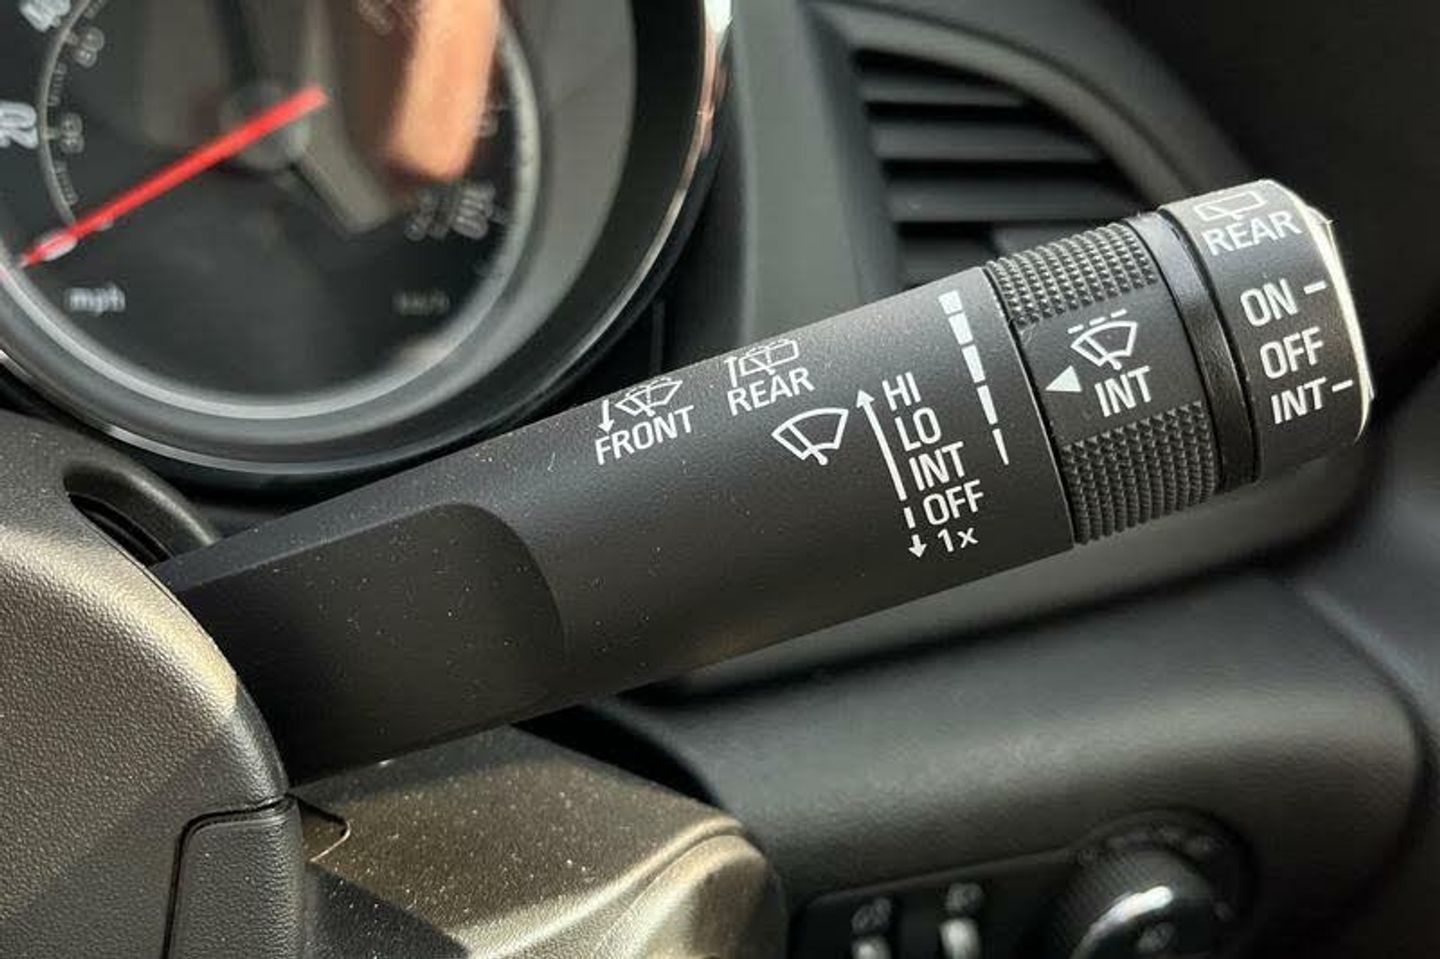 mph
FRONT
REAR
HI
LO
INT
OFF
1x
INT
REAR
ON
OFF
INT